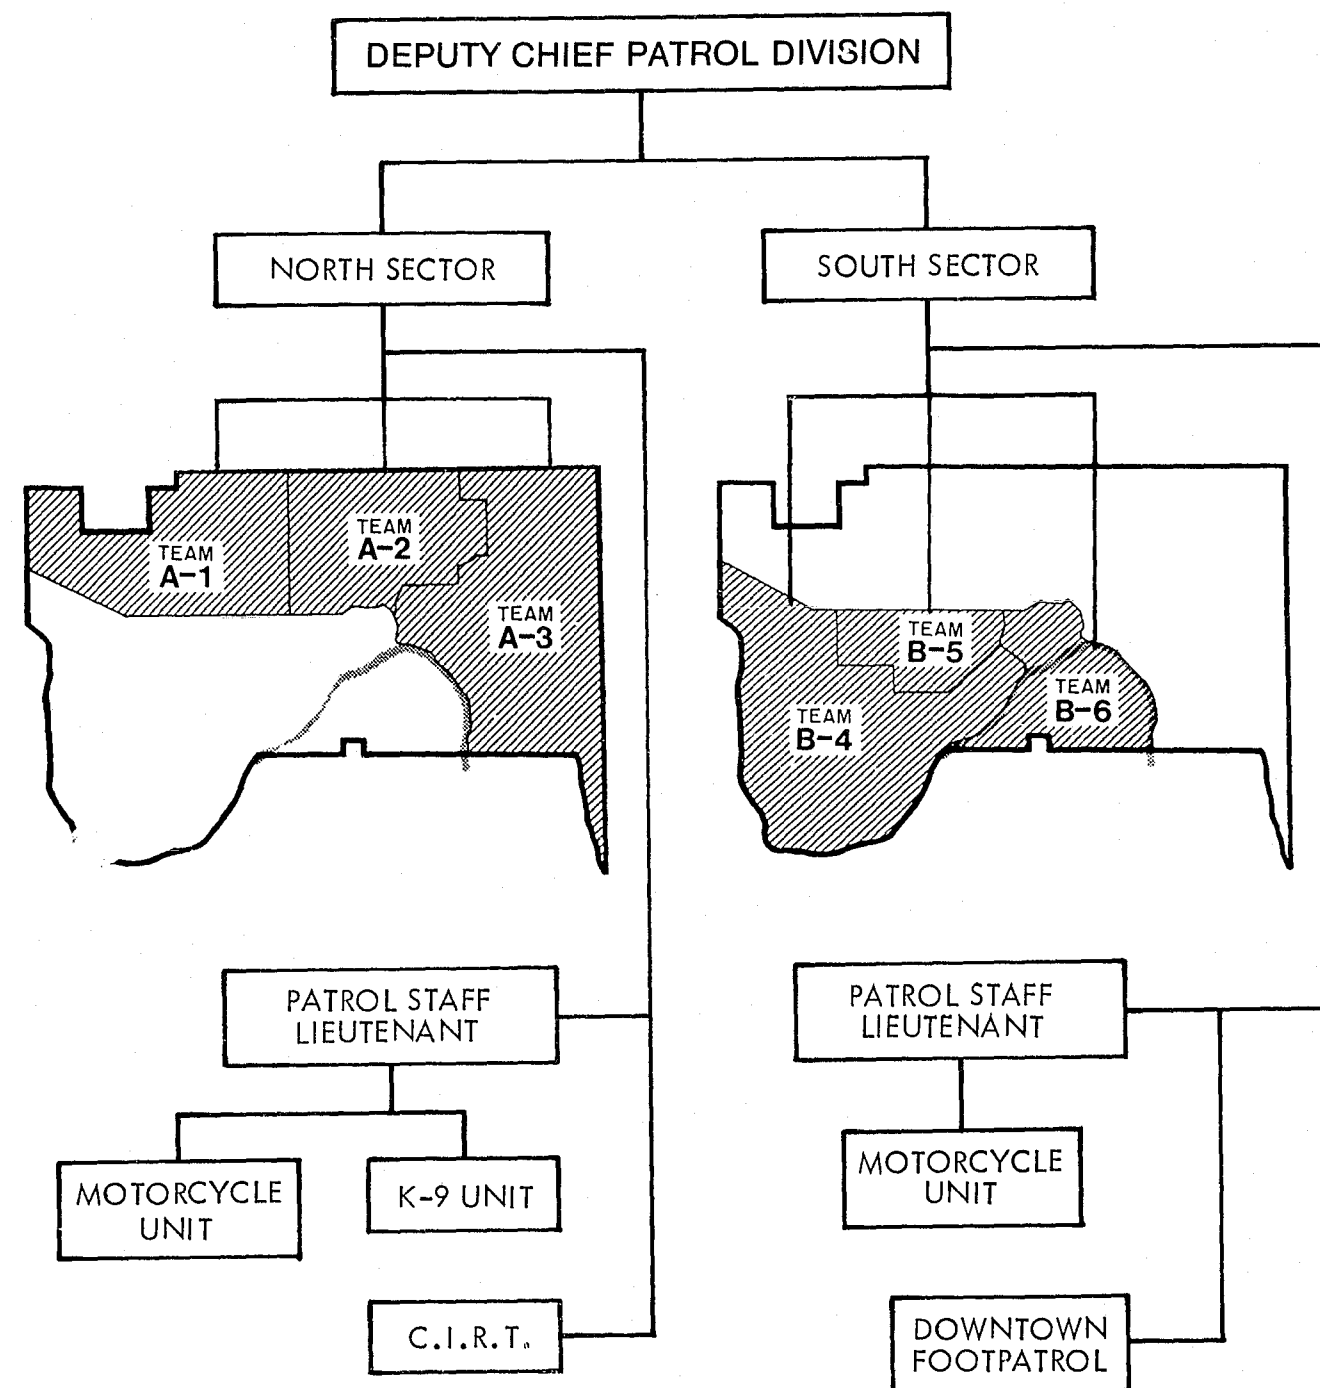 DEPUTY CHIEF PATROL DIVISION
NORTH SECTOR
SOUTH SECTOR
TEAM
A-1
TEAM
A-2
TEAM
A-3
TEAM
B-5
TEAM
B-6
TEAM
B-4
PATROL STAFF
LIEUTENANT
PATROL STAFF
LIEUTENANT
MOTORCYCLE
UNIT
K-9 UNIT
MOTORCYCLE
UNIT
C.I.R.T.
DOWNTOWN
FOOTPATROL